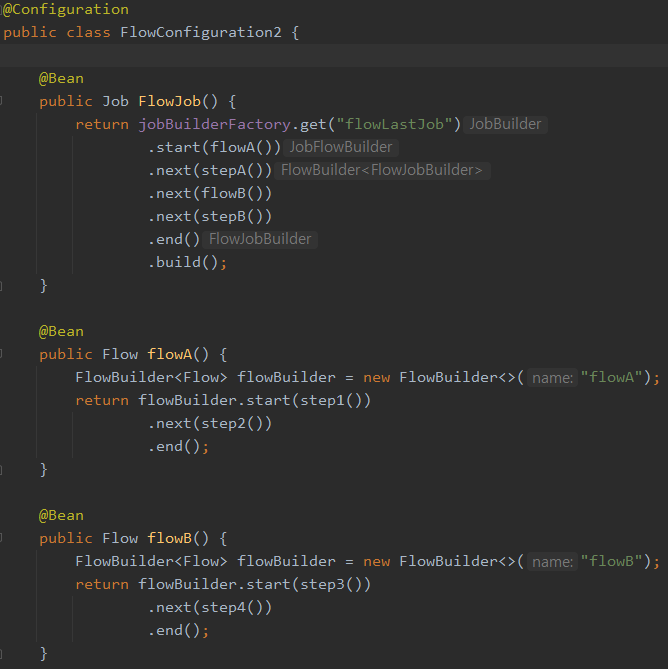 @Configuration
public class FlowConfiguration2 {
@Bean
public Job FlowJob() {
return jobBuilderFactory.get("flowLastJob") JobBuilder
.start(flowA()) JobFlowBuilder
.next(stepA()) FlowBuilder<FlowJobBuilder>
.next(flowB())
.next(stepB())
.end() FlowJobBuilder
.build();
}
@Bean
public Flow flowA() {
FlowBuilder<Flow> flowBuilder = new FlowBuilder<>( name: "flowA");
return flowBuilder.start(step1())
.next(step2())
.end();
}
@Bean
public Flow flowB() {
FlowBuilder<Flow> flowBuilder = new FlowBuilder<>( name: "flowB");
return flowBuilder.start(step3())
.next(step4())
.end();
}